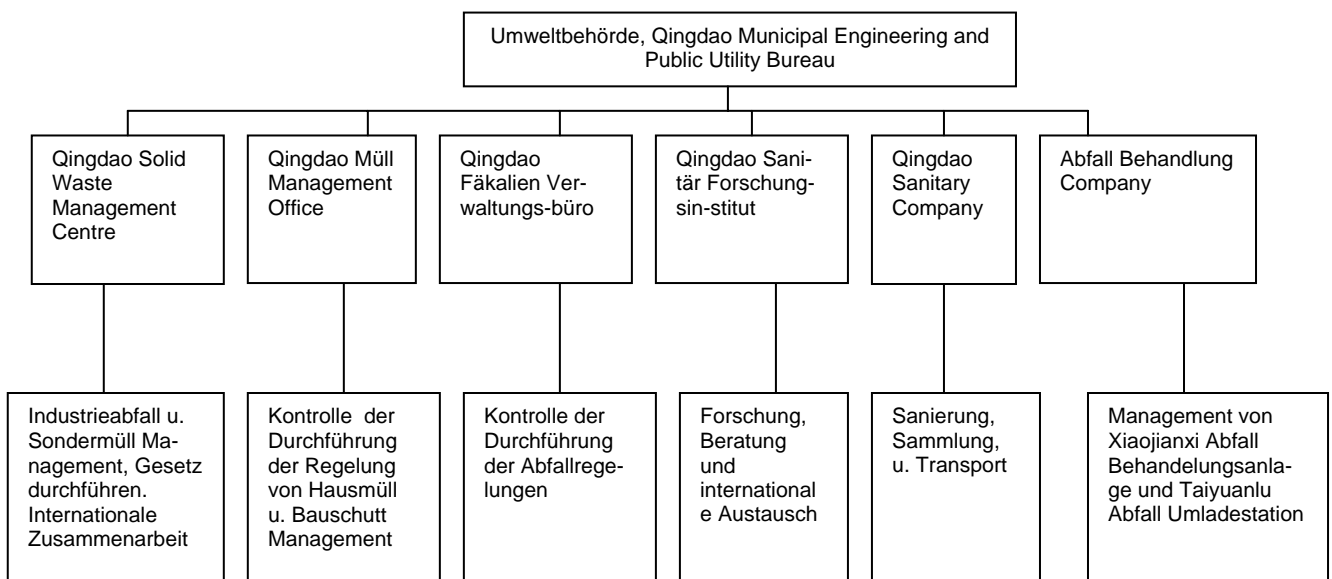 Umweltbehörde, Qingdao Municipal Engineering and
Public Utility Bureau
Qingdao Solid
Waste
Management
Centre
Qingdao Müll
Management
Office
Qingdao
Fäkalien Ver-
waltungs-büro
Qingdao Sani-
tär Forschung-
sin-stitut
Qingdao
Sanitary
Company
Abfall Behandlung
Company
Industrieabfall u.
Sondermüll Ma-
nagement, Gesetz
durchführen.
Internationale
Zusammenarbeit
Kontrolle der
Durchführung
der Regelung
von Hausmüll
u. Bauschutt
Management
Kontrolle der
Durchführung
der Abfallrege-
lungen
Forschung,
Beratung
und
international
e Austausch
Sanierung,
Sammlung,
u. Transport
Management von
Xiaojianxi Abfall
Behandelungsanla-
ge und Taiyuanlu
Abfall Umladestation